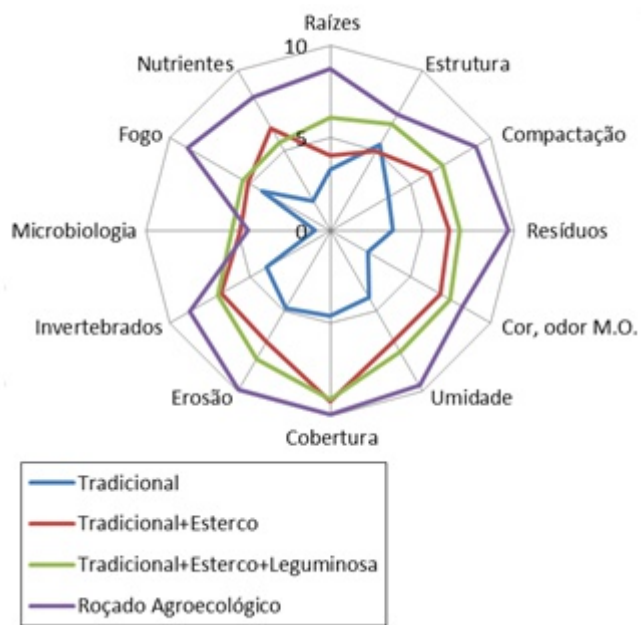 Raízes
10
Nutrientes
Estrutura
Fogo
5
Compactação
Microbiologia
0
Resíduos
Invertebrados
Cor, odor M.O.
Erosão
Umidade
Cobertura
Tradicional
Tradicional+Esterco
Tradicional+Esterco+Leguminosa
Roçado Agroecológico